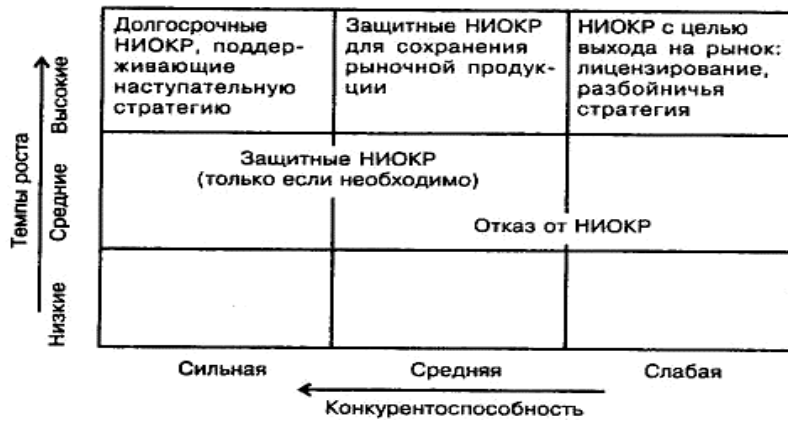 Долгосрочные
НИОКР, поддер-
живающие
наступательную
стратегию
Защитные НИОКР
для сохранения
рыночной продук-
ции
НИОКР с целью
выхода на рынок:
лицензирование,
разбойничья
стратегия
Защитные НИОКР
(только если необходимо)
Отказ от НИОКР
Темпы роста
Высокие
Средние
Низкие
Сильная
Средняя
Слабая
Конкурентоспособность